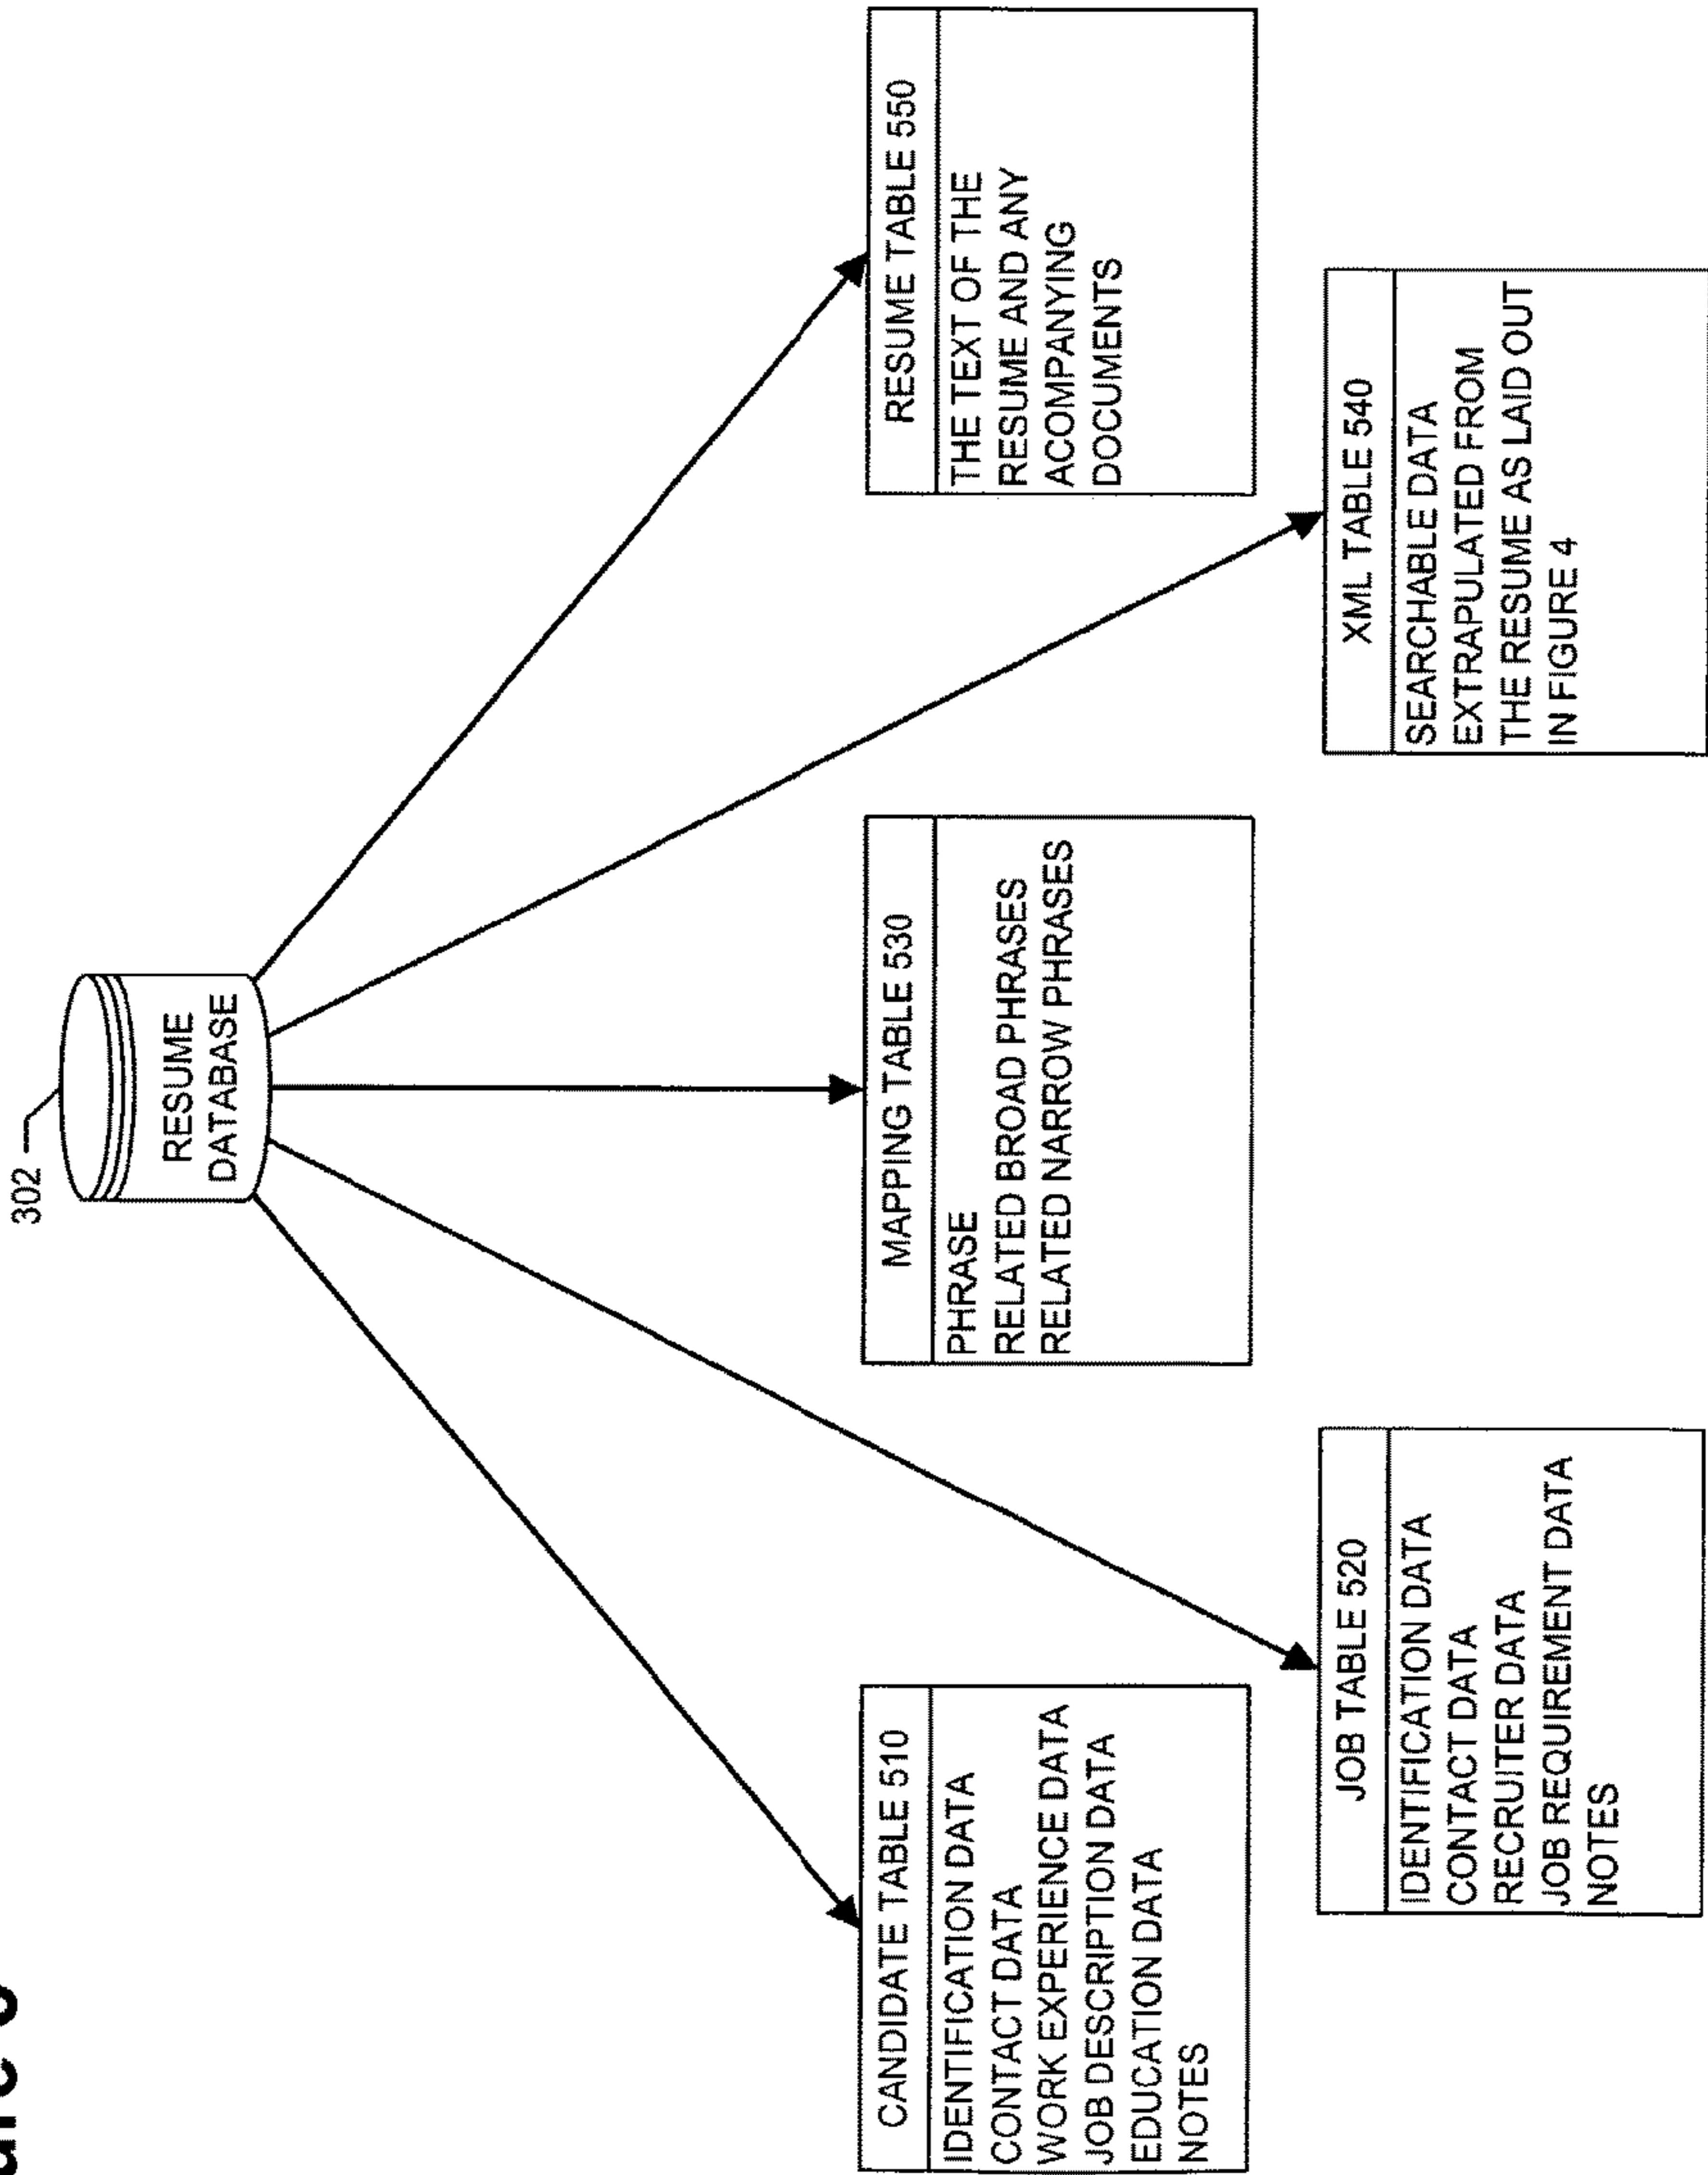 302
RESUME
DATABASE
CANDIDATE TABLE 510
IDENTIFICATION DATA
CONTACT DATA
WORK EXPERIENCE DATA
JOB DESCRIPTION DATA
EDUCATION DATA
NOTES
JOB TABLE 520
IDENTIFICATION DATA
CONTACT DATA
RECRUITER DATA
JOB REQUIREMENT DATA
NOTES
MAPPING TABLE 530
PHRASE
RELATED BROAD PHRASES
RELATED NARROW PHRASES
XML TABLE 540
SEARCHABLE DATA
EXTRAPULATED FROM
THE RESUME AS LAID OUT
IN FIGURE 4
RESUME TABLE 550
THE TEXT OF THE
RESUME AND ANY
ACOMPANYING
DOCUMENTS